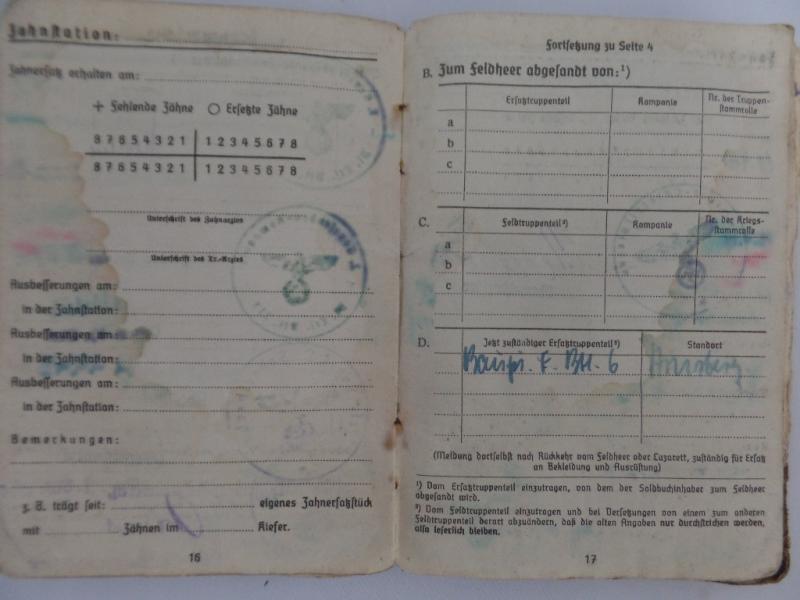 Zahnstation:
Zahnersatz erhalten am:
+ Fehlende Zähne ○ Ersetzte Zähne
8 7 6 5 4 3 2 1 1 2 3 4 5 6 7 8
8 7 6 5 4 3 2 1 1 2 3 4 5 6 7 8
Unterschrift des Zahnarztes
Unterschrift des Tr.-Arztes
Ausbesserungen am:
in der Zahnstation:
Ausbesserungen am:
in der Zahnstation:
Ausbesserungen am:
in der Zahnstation:
Bemerkungen:
z. B. trägt seit: eigenes Zahnersatzstück
mit Zähnen im Kiefer.
16
Fortsetzung zu Seite 4
B. Zum Feldheer abgesandt von:¹)
Ersatztruppenteil Kompanie Nr. der Truppen-
stammrolle
a
b
c
C. Feldtruppenteil²) Kompanie Nr. der Kriegs-
stammrolle
a
b
c
D. Jetzt zuständiger Ersatztruppenteil²) Standort
6
(Meldung dortselbst nach Rückkehr vom Feldheer oder Lazarett, zuständig für Ersatz
an Bekleidung und Ausrüstung)
¹) Vom Ersatztruppenteil einzutragen, von dem der Soldbuchinhaber zum Feldheer
abgesandt wird.
²) Vom Feldtruppenteil einzutragen und bei Versetzungen von einem zum anderen
Feldtruppenteil derart abzuändern, daß die alten Angaben nur durchstrichen werden,
also leserlich bleiben.
17